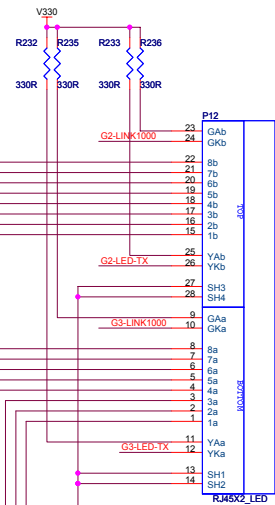 V330
R232 R235 R233 R236
330R 330R 330R 330R
P12
23 GAb
G2-LINK1000 24 GKb
22 8b
21 7b
20 6b
19 5b
18 4b
17 3b
16 2b
15 1b
TOP
25 YAb
G2-LED-TX 26 YKb
27 SH3
28 SH4
9 GAa
G3-LINK1000 10 GKa
8 8a
7 7a
6 6a
5 5a
4 4a
3 3a
2 2a
1 1a
BOTTOM
11 YAa
G3-LED-TX 12 YKa
13 SH1
14 SH2
RJ45X2_LED